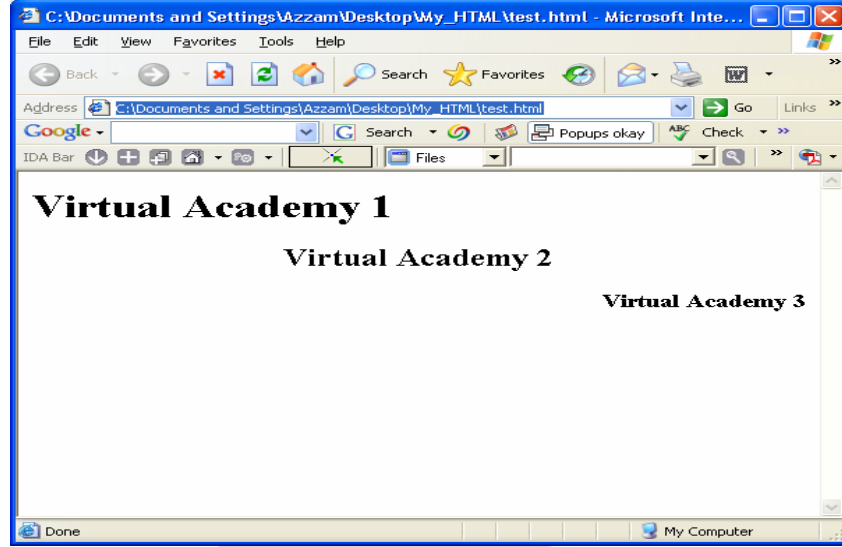 C:\Documents and Settings\Azzam\Desktop\My_HTML\test.html - Microsoft Inte...
File Edit View Favorites Tools Help
Back Search Favorites »
Address C:\Documents and Settings\Azzam\Desktop\My_HTML\test.html Go Links »
Google Search Popups okay ABC Check »
IDA Bar Files »
Virtual Academy 1
Virtual Academy 2
Virtual Academy 3
Done My Computer